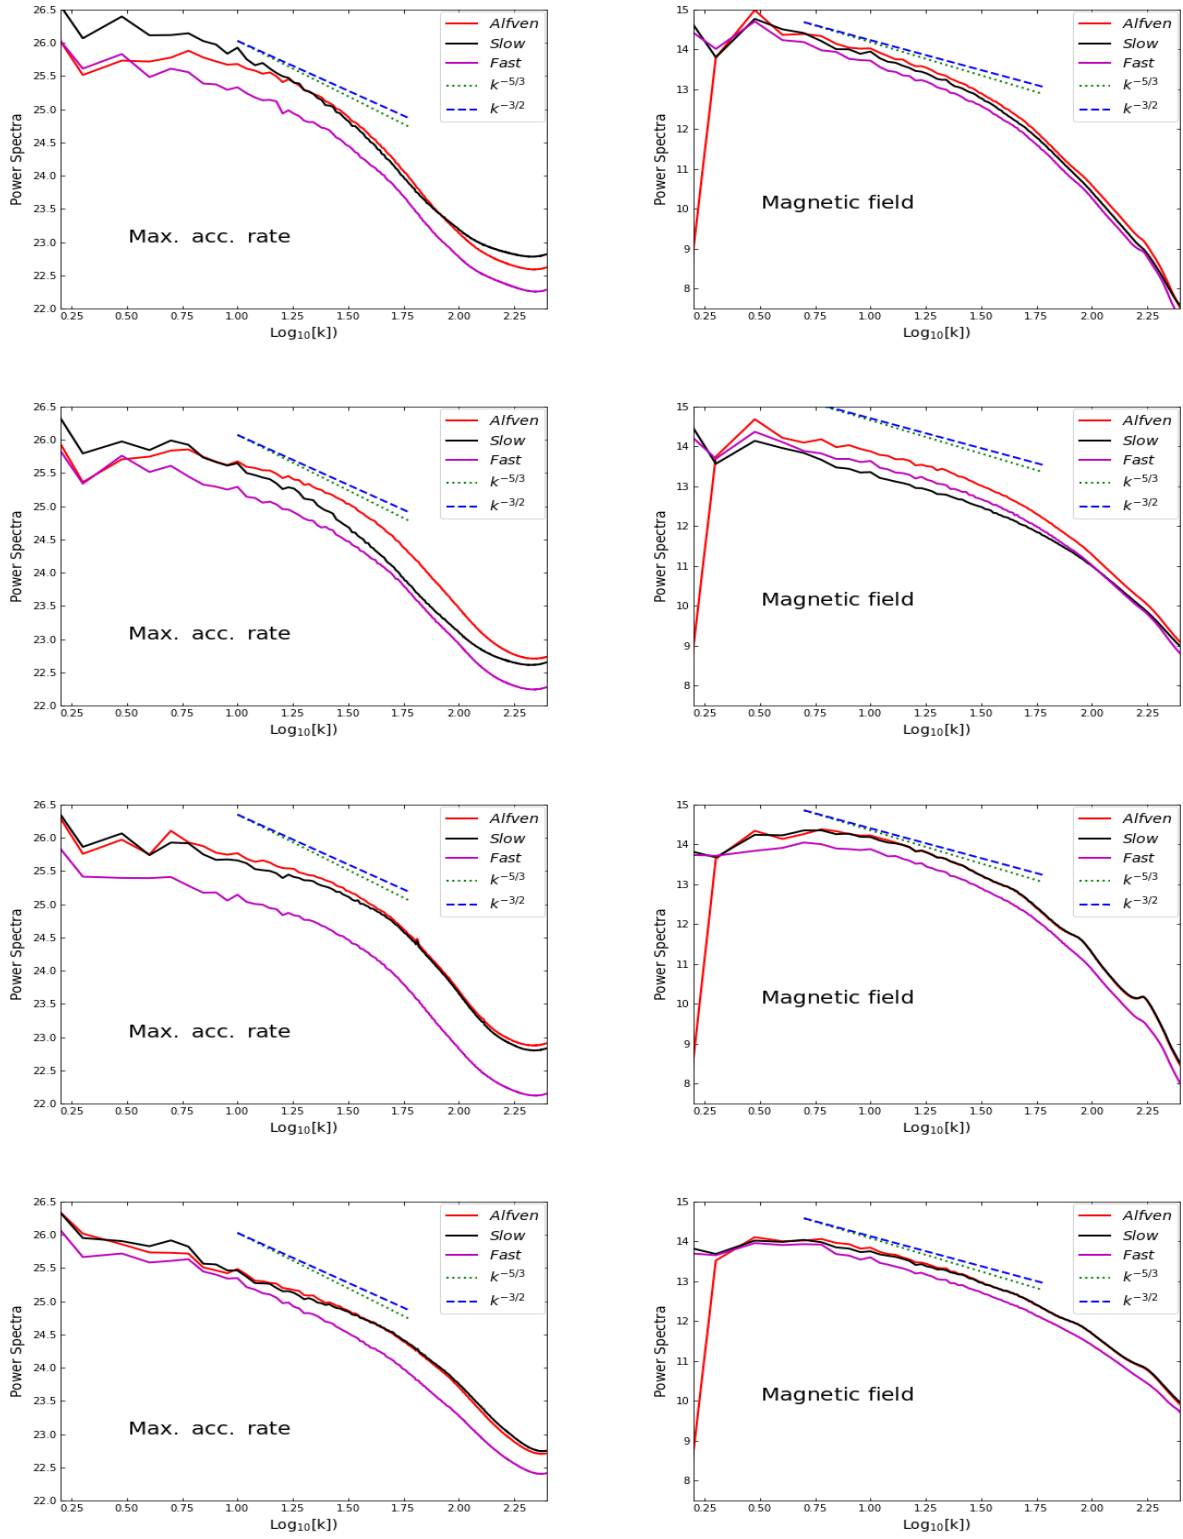 Power Spectra
26.5
26.0
25.5
25.0
24.5
24.0
23.5
23.0
22.5
22.0
Alfven
Slow
Fast
k^{-5/3}
k^{-3/2}
Max. acc. rate
0.25 0.50 0.75 1.00 1.25 1.50 1.75 2.00 2.25
Log₁₀[k])
Power Spectra
15
14
13
12
11
10
9
8
Alfven
Slow
Fast
k^{-5/3}
k^{-3/2}
Magnetic field
0.25 0.50 0.75 1.00 1.25 1.50 1.75 2.00 2.25
Log₁₀[k])
Power Spectra
26.5
26.0
25.5
25.0
24.5
24.0
23.5
23.0
22.5
22.0
Alfven
Slow
Fast
k^{-5/3}
k^{-3/2}
Max. acc. rate
0.25 0.50 0.75 1.00 1.25 1.50 1.75 2.00 2.25
Log₁₀[k])
Power Spectra
15
14
13
12
11
10
9
8
Alfven
Slow
Fast
k^{-5/3}
k^{-3/2}
Magnetic field
0.25 0.50 0.75 1.00 1.25 1.50 1.75 2.00 2.25
Log₁₀[k])
Power Spectra
26.5
26.0
25.5
25.0
24.5
24.0
23.5
23.0
22.5
22.0
Alfven
Slow
Fast
k^{-5/3}
k^{-3/2}
Max. acc. rate
0.25 0.50 0.75 1.00 1.25 1.50 1.75 2.00 2.25
Log₁₀[k])
Power Spectra
15
14
13
12
11
10
9
8
Alfven
Slow
Fast
k^{-5/3}
k^{-3/2}
Magnetic field
0.25 0.50 0.75 1.00 1.25 1.50 1.75 2.00 2.25
Log₁₀[k])
Power Spectra
26.5
26.0
25.5
25.0
24.5
24.0
23.5
23.0
22.5
22.0
Alfven
Slow
Fast
k^{-5/3}
k^{-3/2}
Max. acc. rate
0.25 0.50 0.75 1.00 1.25 1.50 1.75 2.00 2.25
Log₁₀[k])
Power Spectra
15
14
13
12
11
10
9
8
Alfven
Slow
Fast
k^{-5/3}
k^{-3/2}
Magnetic field
0.25 0.50 0.75 1.00 1.25 1.50 1.75 2.00 2.25
Log₁₀[k])